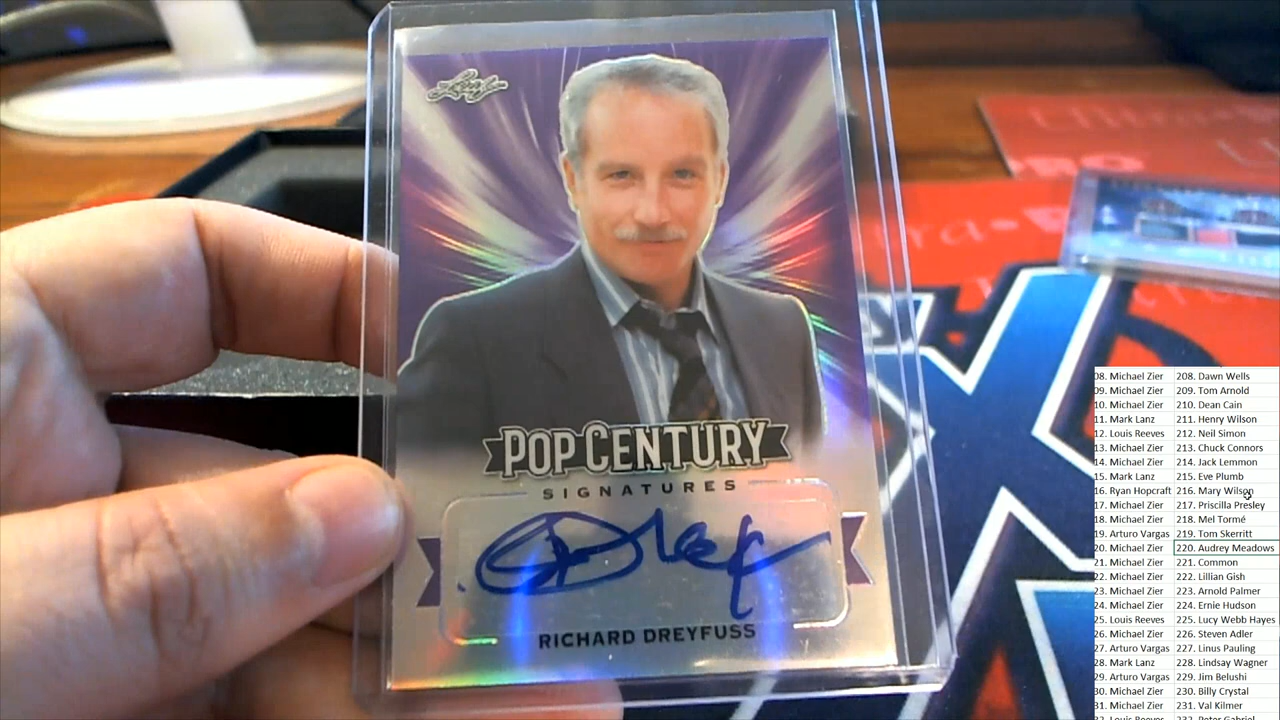 Leaf
POP CENTURY
SIGNATURES
RICHARD DREYFUSS
08. Michael Zier 208. Dawn Wells
09. Michael Zier 209. Tom Arnold
10. Michael Zier 210. Dean Cain
11. Mark Lanz 211. Henry Wilson
12. Louis Reeves 212. Neil Simon
13. Michael Zier 213. Chuck Connors
14. Michael Zier 214. Jack Lemmon
15. Mark Lanz 215. Eve Plumb
16. Ryan Hopcraft 216. Mary Wilson
17. Michael Zier 217. Priscilla Presley
18. Michael Zier 218. Mel Tormé
19. Arturo Vargas 219. Tom Skerritt
20. Michael Zier 220. Audrey Meadows
21. Michael Zier 221. Common
22. Michael Zier 222. Lillian Gish
23. Michael Zier 223. Arnold Palmer
24. Michael Zier 224. Ernie Hudson
25. Louis Reeves 225. Lucy Webb Hayes
26. Michael Zier 226. Steven Adler
27. Arturo Vargas 227. Linus Pauling
28. Mark Lanz 228. Lindsay Wagner
29. Arturo Vargas 229. Jim Belushi
30. Michael Zier 230. Billy Crystal
31. Michael Zier 231. Val Kilmer
32. Louis Reeves 232. Peter Gabriel